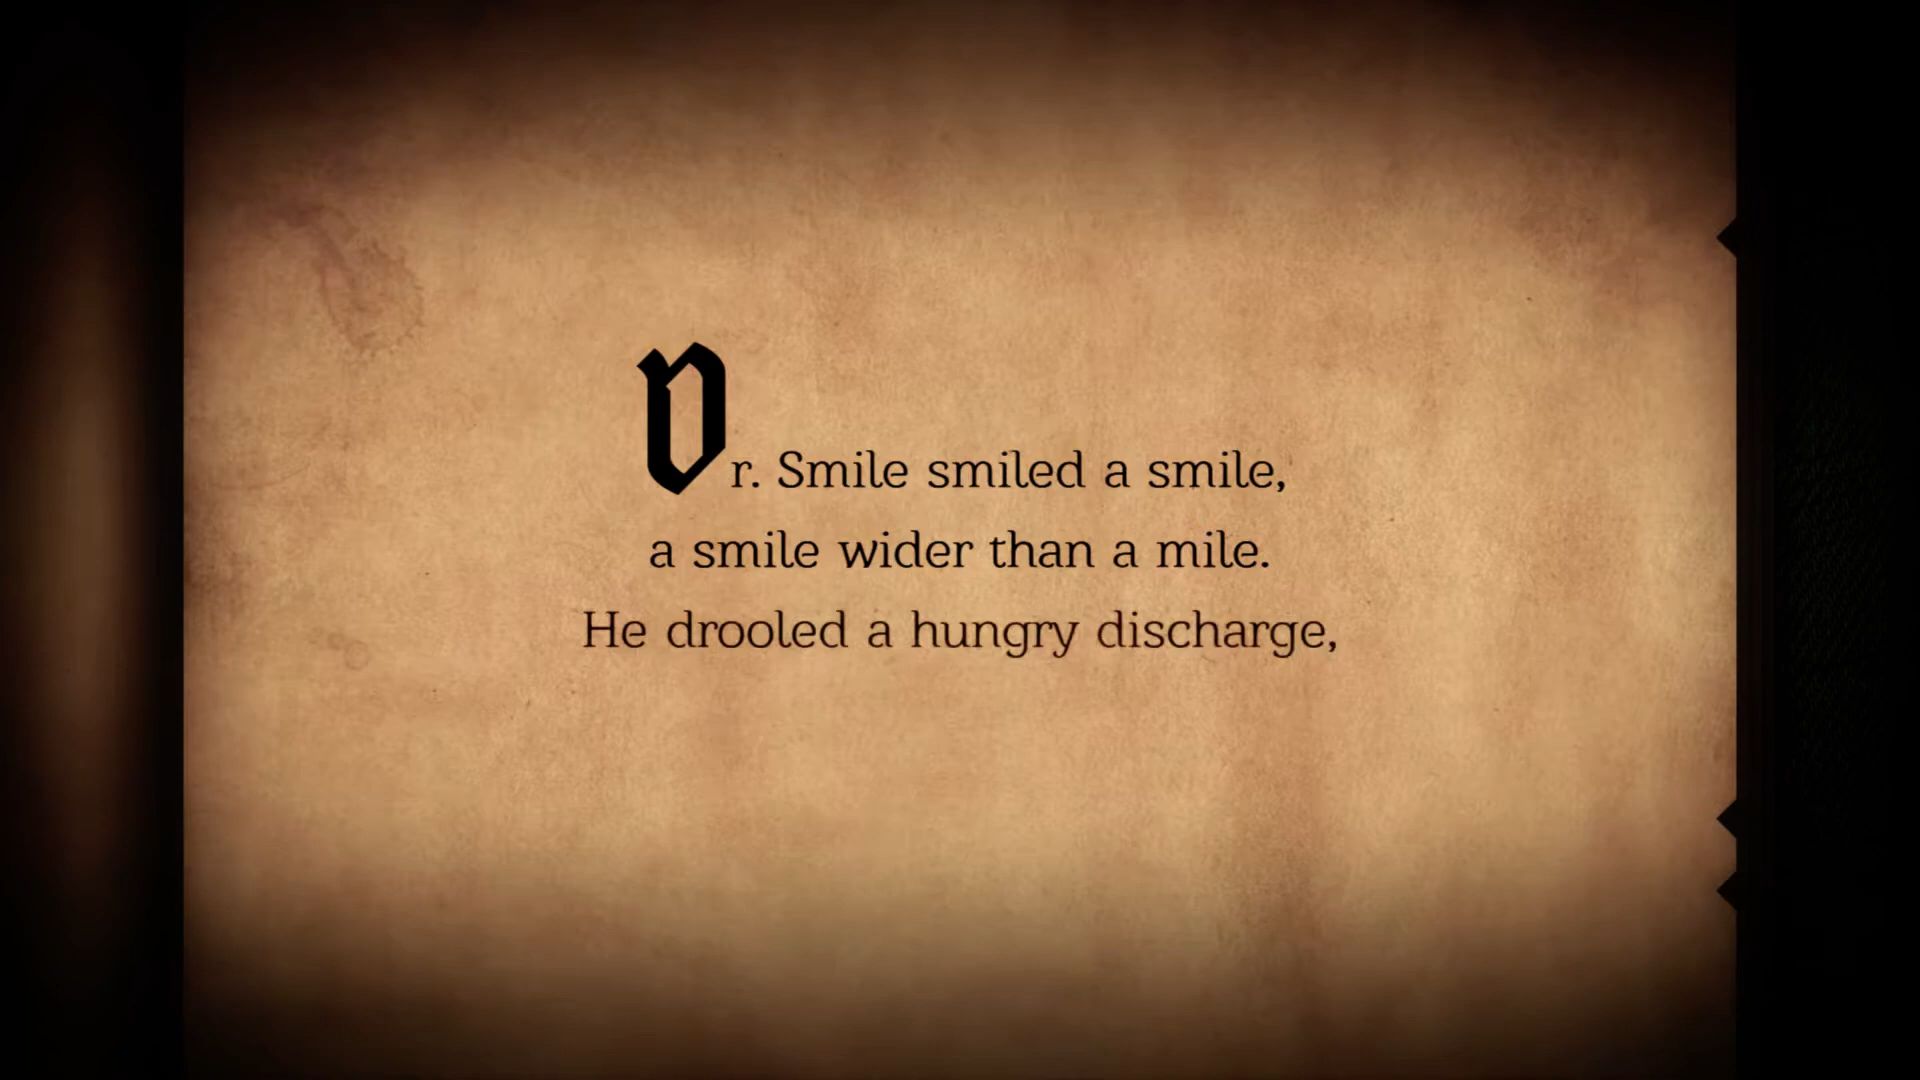 Dr. Smile smiled a smile,
a smile wider than a mile.
He drooled a hungry discharge,